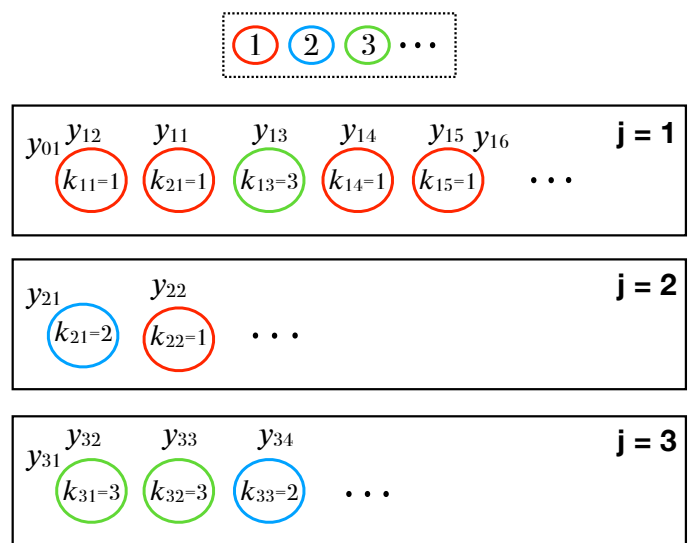 1 2 3 ...
y01 y12 y11 y13 y14 y15 y16 j = 1
k11=1 k21=1 k13=3 k14=1 k15=1 ...
y21 y22 j = 2
k21=2 k22=1 ...
y31 y32 y33 y34 j = 3
k31=3 k32=3 k33=2 ...